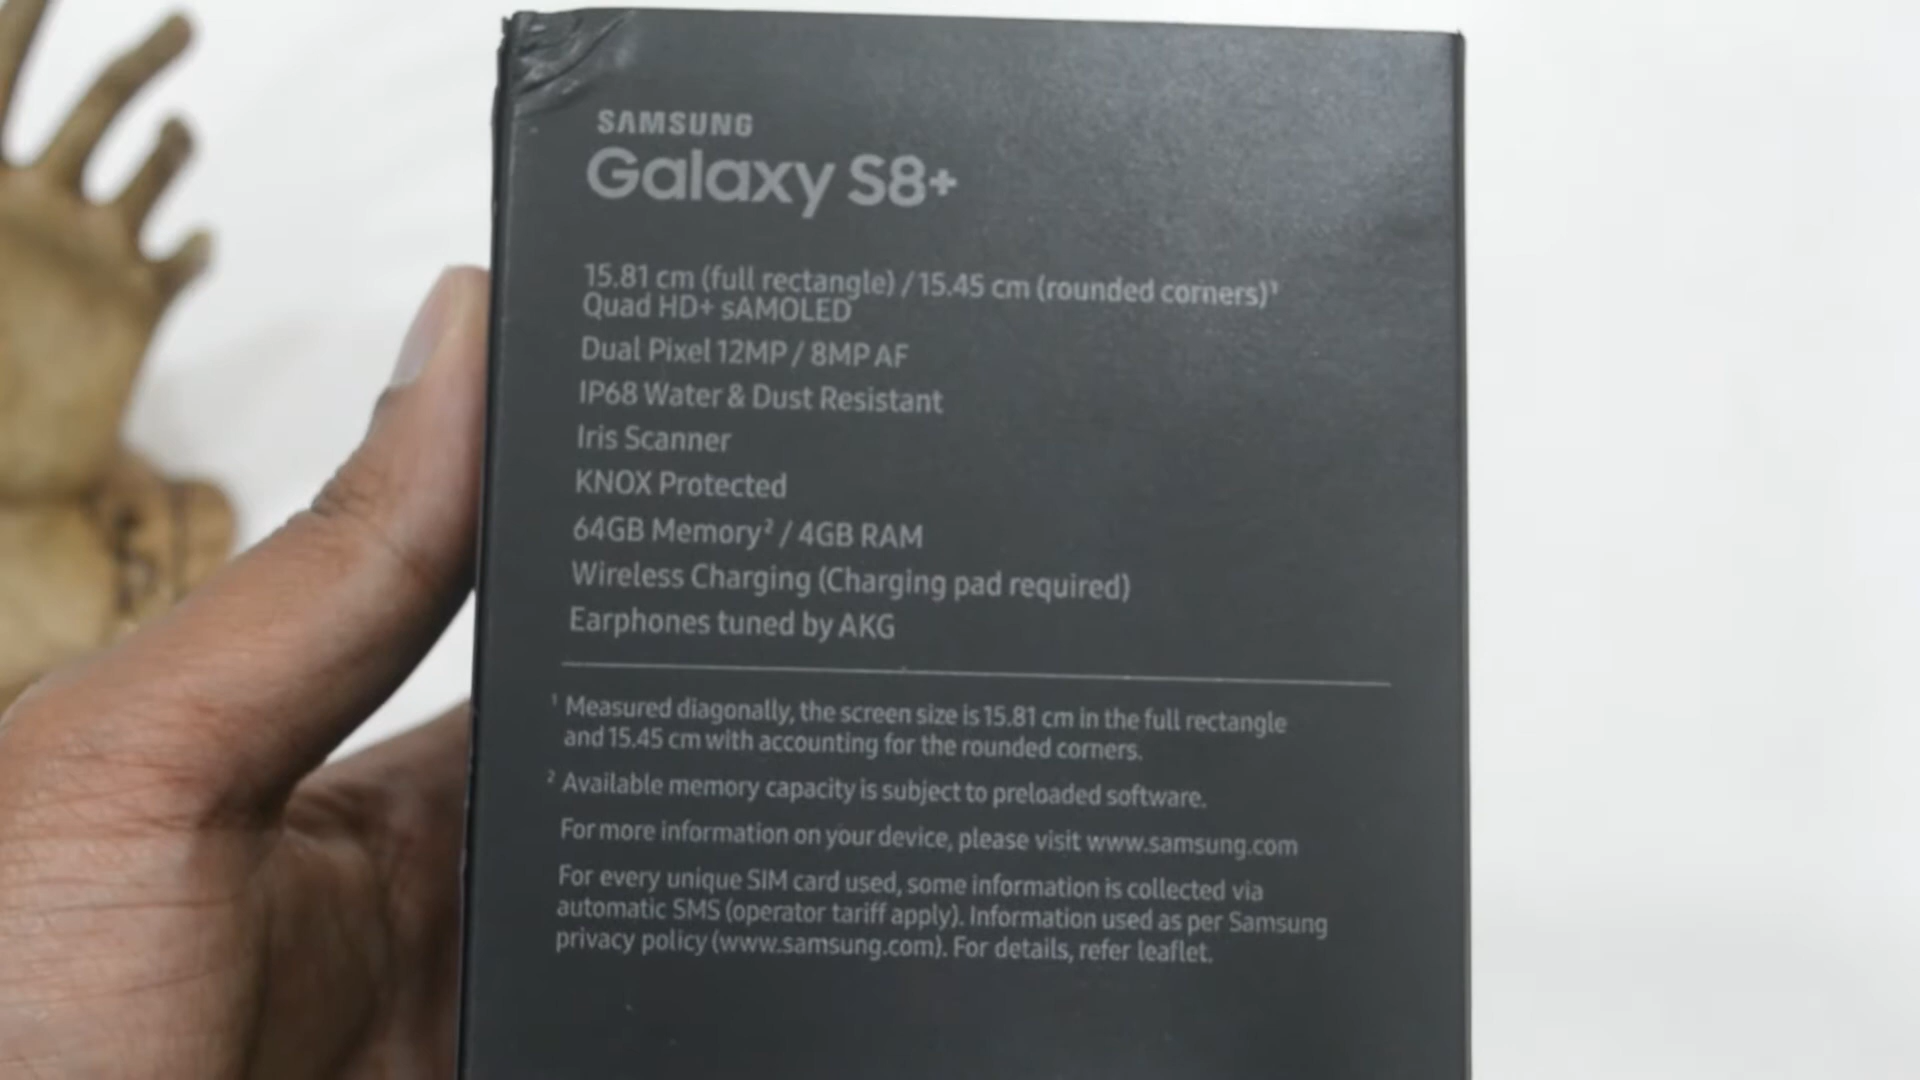 SAMSUNG
Galaxy S8+
15.81 cm (full rectangle) / 15.45 cm (rounded corners)¹
Quad HD+ sAMOLED
Dual Pixel 12MP / 8MP AF
IP68 Water & Dust Resistant
Iris Scanner
KNOX Protected
64GB Memory² / 4GB RAM
Wireless Charging (Charging pad required)
Earphones tuned by AKG
¹ Measured diagonally, the screen size is 15.81 cm in the full rectangle
and 15.45 cm with accounting for the rounded corners.
² Available memory capacity is subject to preloaded software.
For more information on your device, please visit www.samsung.com
For every unique SIM card used, some information is collected via
automatic SMS (operator tariff apply). Information used as per Samsung
privacy policy (www.samsung.com). For details, refer leaflet.